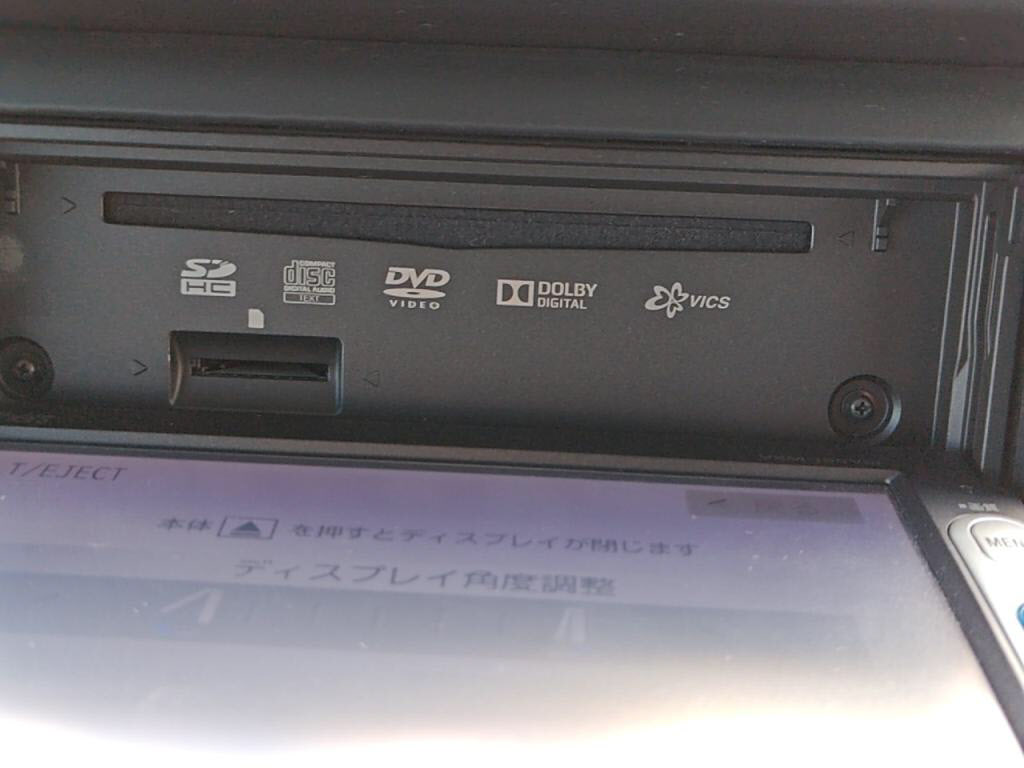 SD HC
COMPACT disc DIGITAL AUDIO TEXT
DVD VIDEO
DOLBY DIGITAL
VICS
T/EJECT
本体 ▲ を押すとディスプレイが閉じます
ディスプレイ角度調整
MEN